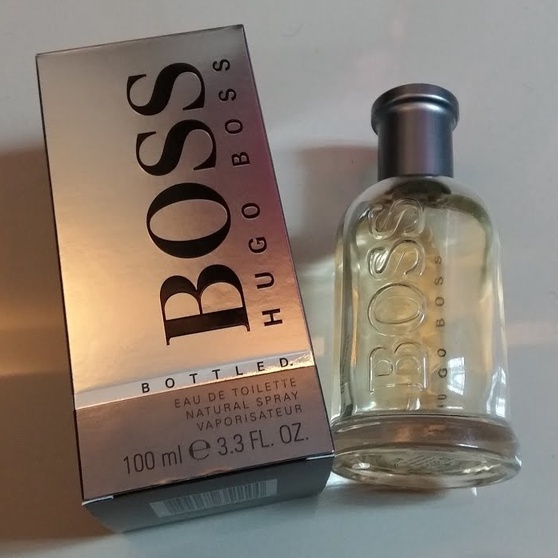 BOSS
HUGO BOSS
BOTTLED.
EAU DE TOILETTE
NATURAL SPRAY
VAPORISATEUR
100 ml ℮ 3.3 FL. OZ.
BOSS
HUGO BOSS